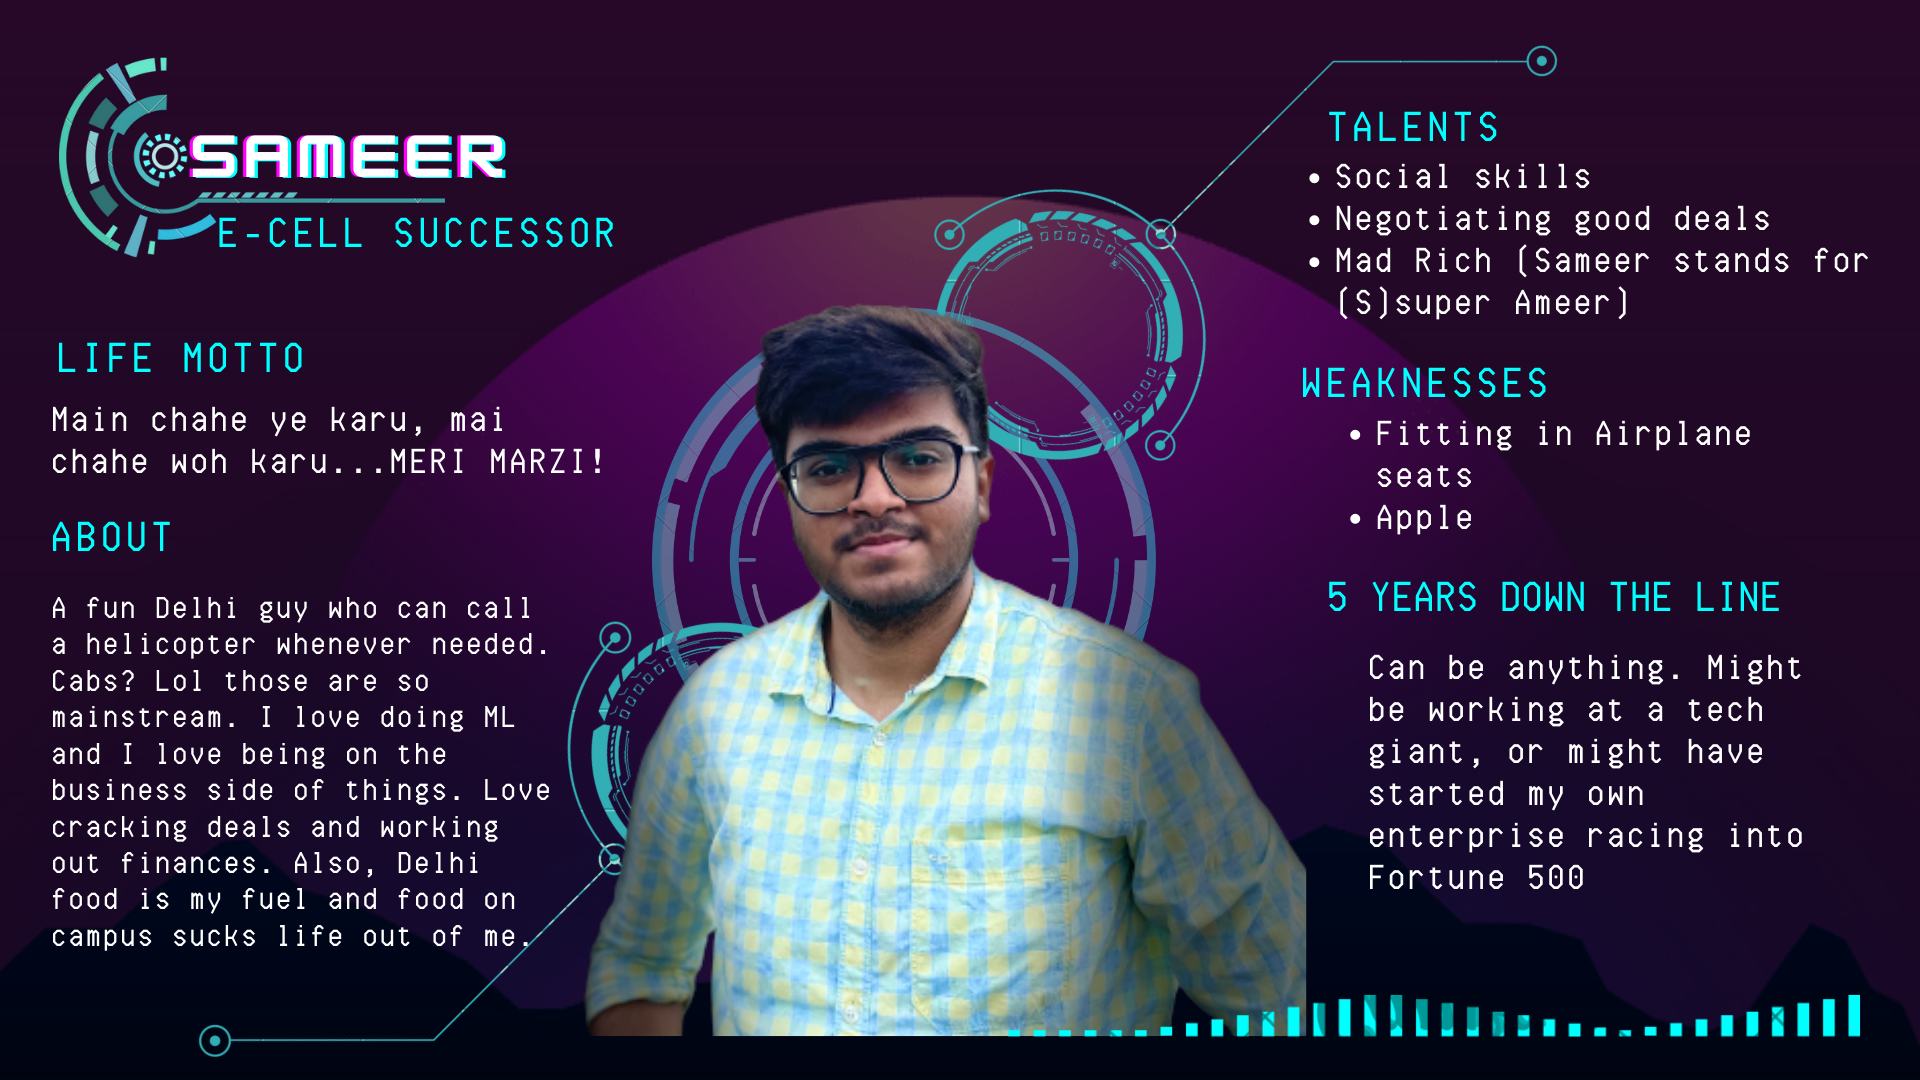 SAMEER
E-CELL SUCCESSOR
LIFE MOTTO
Main chahe ye karu, mai
chahe woh karu...MERI MARZI!
ABOUT
A fun Delhi guy who can call
a helicopter whenever needed.
Cabs? Lol those are so
mainstream. I love doing ML
and I love being on the
business side of things. Love
cracking deals and working
out finances. Also, Delhi
food is my fuel and food on
campus sucks life out of me.
TALENTS
• Social skills
• Negotiating good deals
• Mad Rich (Sameer stands for
(S)super Ameer)
WEAKNESSES
• Fitting in Airplane
seats
• Apple
5 YEARS DOWN THE LINE
Can be anything. Might
be working at a tech
giant, or might have
started my own
enterprise racing into
Fortune 500